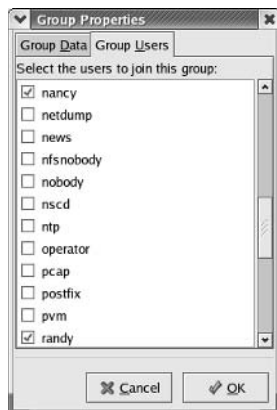 Group Properties
Group Data Group Users
Select the users to join this group:
nancy
netdump
news
nfsnobody
nobody
nscd
ntp
operator
pcap
postfix
pvm
randy
Cancel OK